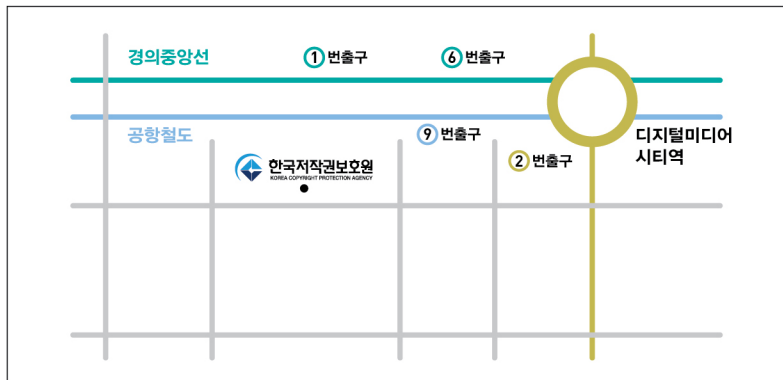 경의중앙선
1 번출구
6 번출구
공항철도
9 번출구
디지털미디어
시티역
2 번출구
한국저작권보호원
KOREA COPYRIGHT PROTECTION AGENCY